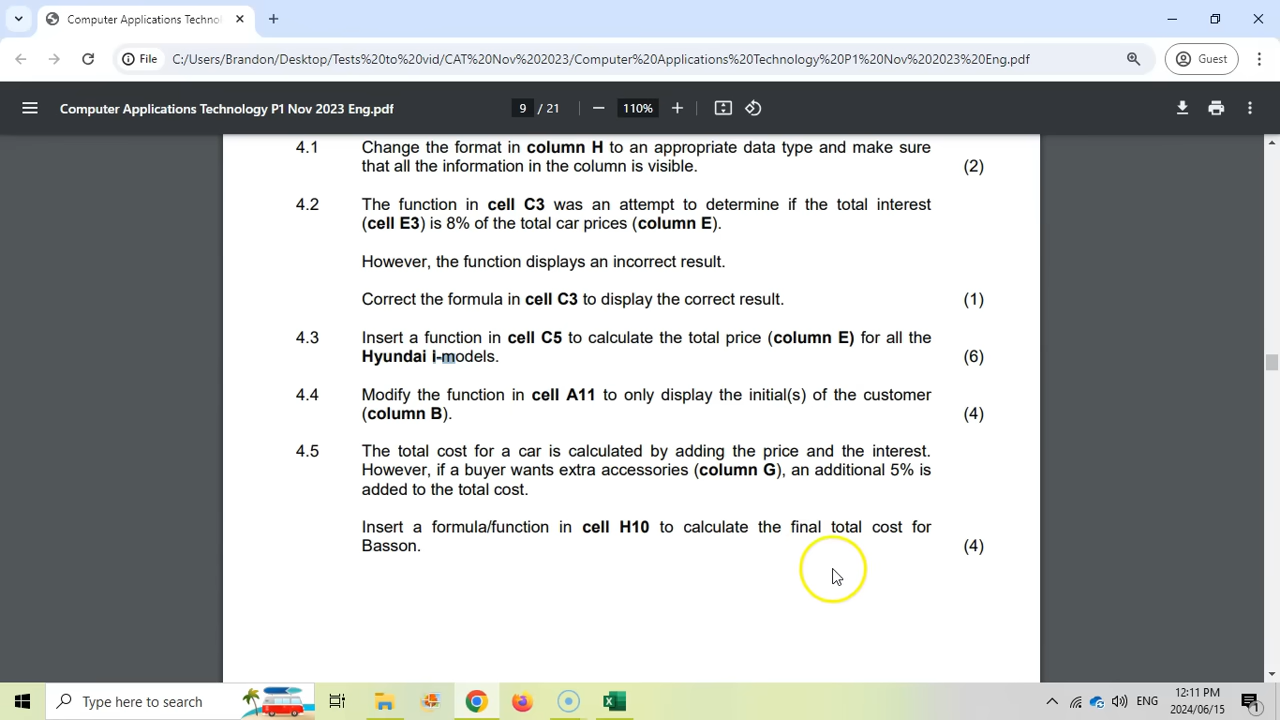 Computer Applications Techno
File
C:/Users/Brandon/Desktop/Tests%20to%20vid/CAT%20Nov%202023/Computer%20Applications%20Technology%20P1%20Nov%202023%20Eng.pdf
Guest
Computer Applications Technology P1 Nov 2023 Eng.pdf
9 / 21
110%
4.1 Change the format in column H to an appropriate data type and make sure
that all the information in the column is visible. (2)
4.2 The function in cell C3 was an attempt to determine if the total interest
(cell E3) is 8% of the total car prices (column E).
However, the function displays an incorrect result.
Correct the formula in cell C3 to display the correct result. (1)
4.3 Insert a function in cell C5 to calculate the total price (column E) for all the
Hyundai i-models. (6)
4.4 Modify the function in cell A11 to only display the initial(s) of the customer
(column B). (4)
4.5 The total cost for a car is calculated by adding the price and the interest.
However, if a buyer wants extra accessories (column G), an additional 5% is
added to the total cost.
Insert a formula/function in cell H10 to calculate the final total cost for
Basson. (4)
Type here to search
ENG
12:11 PM
2024/06/15